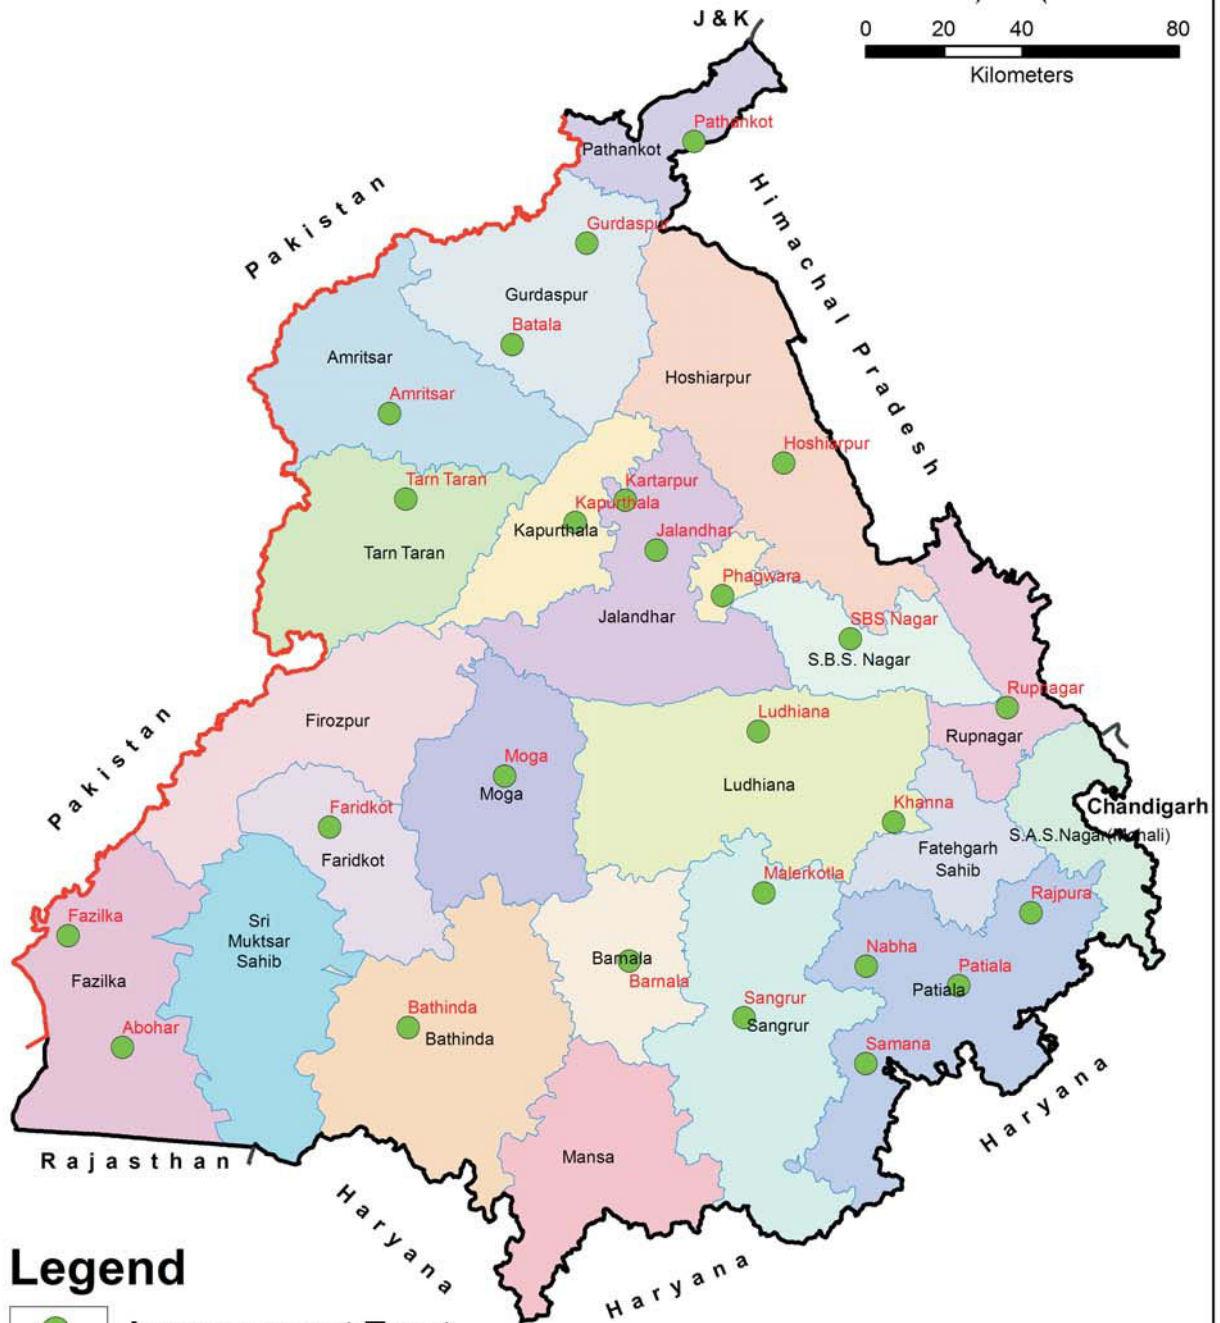 J & K
0 20 40 80
Kilometers
Pathankot
Pathankot
Pakistan
Himachal Pradesh
Gurdaspur
Gurdaspur
Batala
Amritsar
Amritsar
Hoshiarpur
Hoshiarpur
Tarn Taran
Tarn Taran
Kartarpur
Kapurthala
Kapurthala
Jalandhar
Phagwara
Jalandhar
SBS Nagar
S.B.S. Nagar
Rupnagar
Rupnagar
Pakistan
Firozpur
Ludhiana
Ludhiana
Moga
Moga
Khanna
Chandigarh
S.A.S.Nagar(Mohali)
Faridkot
Faridkot
Fatehgarh
Sahib
Malerkotla
Rajpura
Fazilka
Fazilka
Sri
Muktsar
Sahib
Barnala
Barnala
Nabha
Patiala
Patiala
Sangrur
Sangrur
Abohar
Bathinda
Bathinda
Samana
Haryana
Rajasthan
Mansa
Haryana
Haryana
Legend